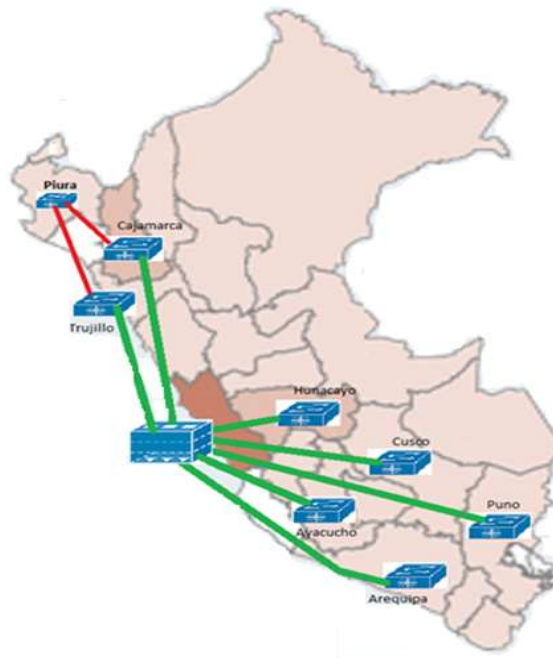 Piura
Cajamarca
Trujillo
Hunacayo
Cusco
Puno
Ayacucho
Arequipa